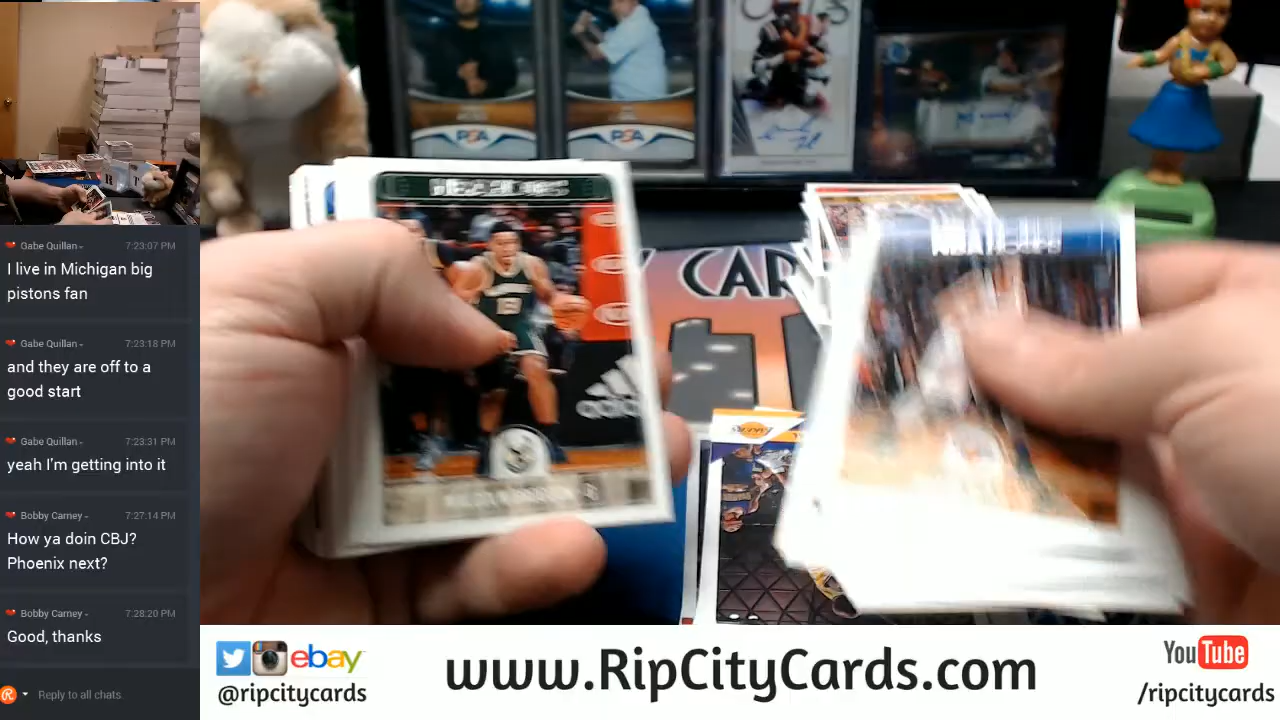 Gabe Quillan- 7:23:07 PM
I live in Michigan big
pistons fan
Gabe Quillan- 7:23:18 PM
and they are off to a
good start
Gabe Quillan- 7:23:31 PM
yeah I'm getting into it
Bobby Carney- 7:27:14 PM
How ya doin CBJ?
Phoenix next?
Bobby Carney- 7:28:20 PM
Good, thanks
Reply to all chats.
PSA
PSA
CAR
adidas
ebay
@ripcitycards
www.RipCityCards.com
YouTube
/ripcitycards